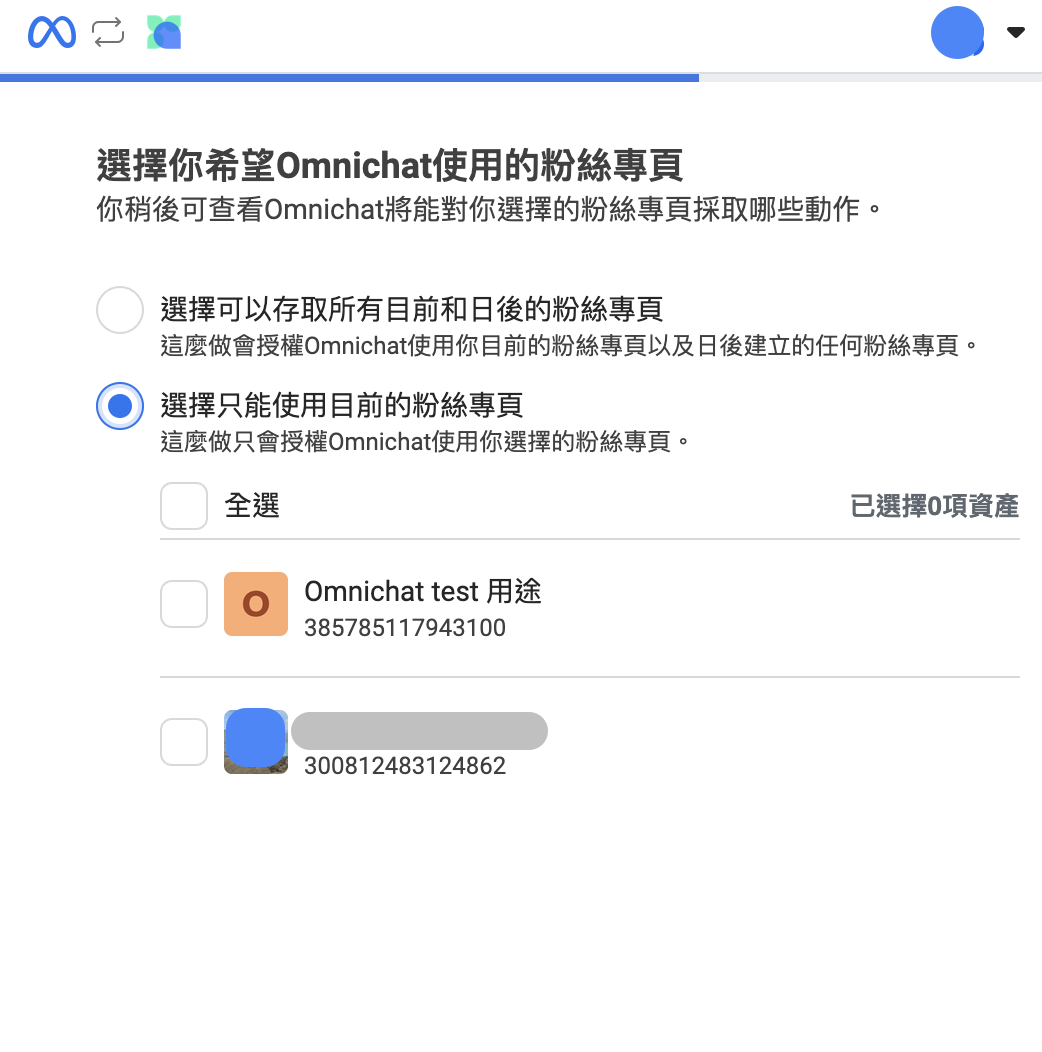 選擇你希望Omnichat使用的粉絲專頁
你稍後可查看Omnichat將能對你選擇的粉絲專頁採取哪些動作。
選擇可以存取所有目前和日後的粉絲專頁
這麼做會授權Omnichat使用你目前的粉絲專頁以及日後建立的任何粉絲專頁。
選擇只能使用目前的粉絲專頁
這麼做只會授權Omnichat使用你選擇的粉絲專頁。
全選
已選擇0項資產
O
Omnichat test 用途
385785117943100
300812483124862